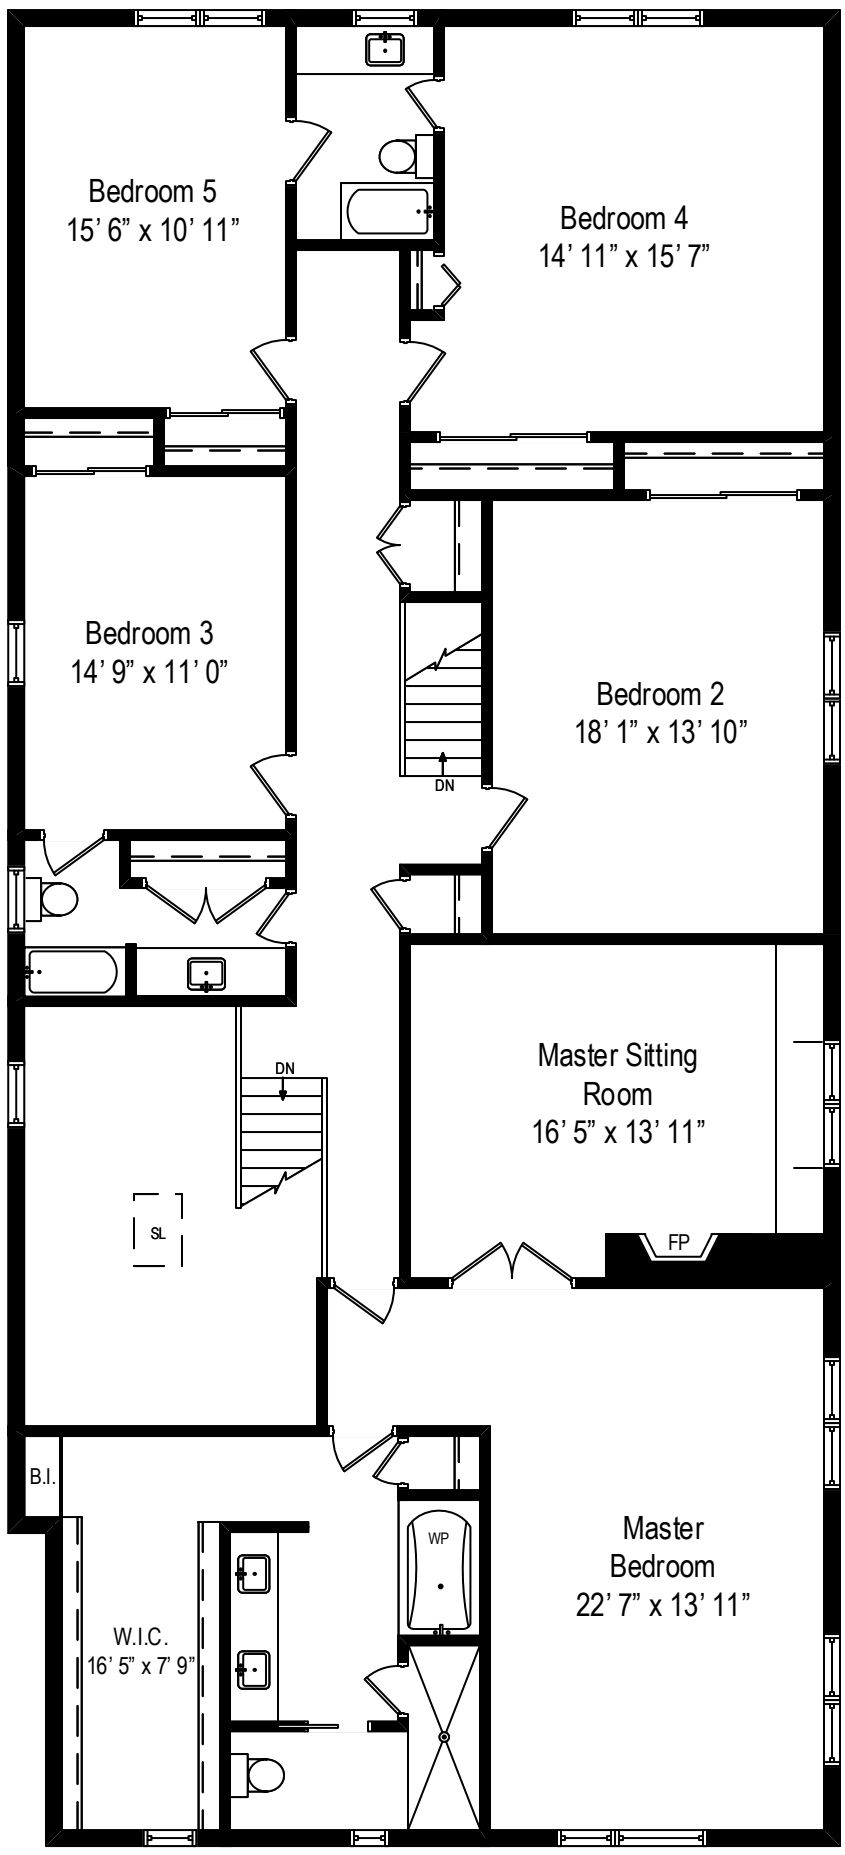 Bedroom 5
15’ 6” x 10’ 11”
Bedroom 4
14’ 11” x 15’ 7”
Bedroom 3
14’ 9” x 11’ 0”
Bedroom 2
18’ 1” x 13’ 10”
DN
Master Sitting
Room
16’ 5” x 13’ 11”
DN
SL
FP
B.I.
WP
Master
Bedroom
22’ 7” x 13’ 11”
W.I.C.
16’ 5” x 7’ 9”